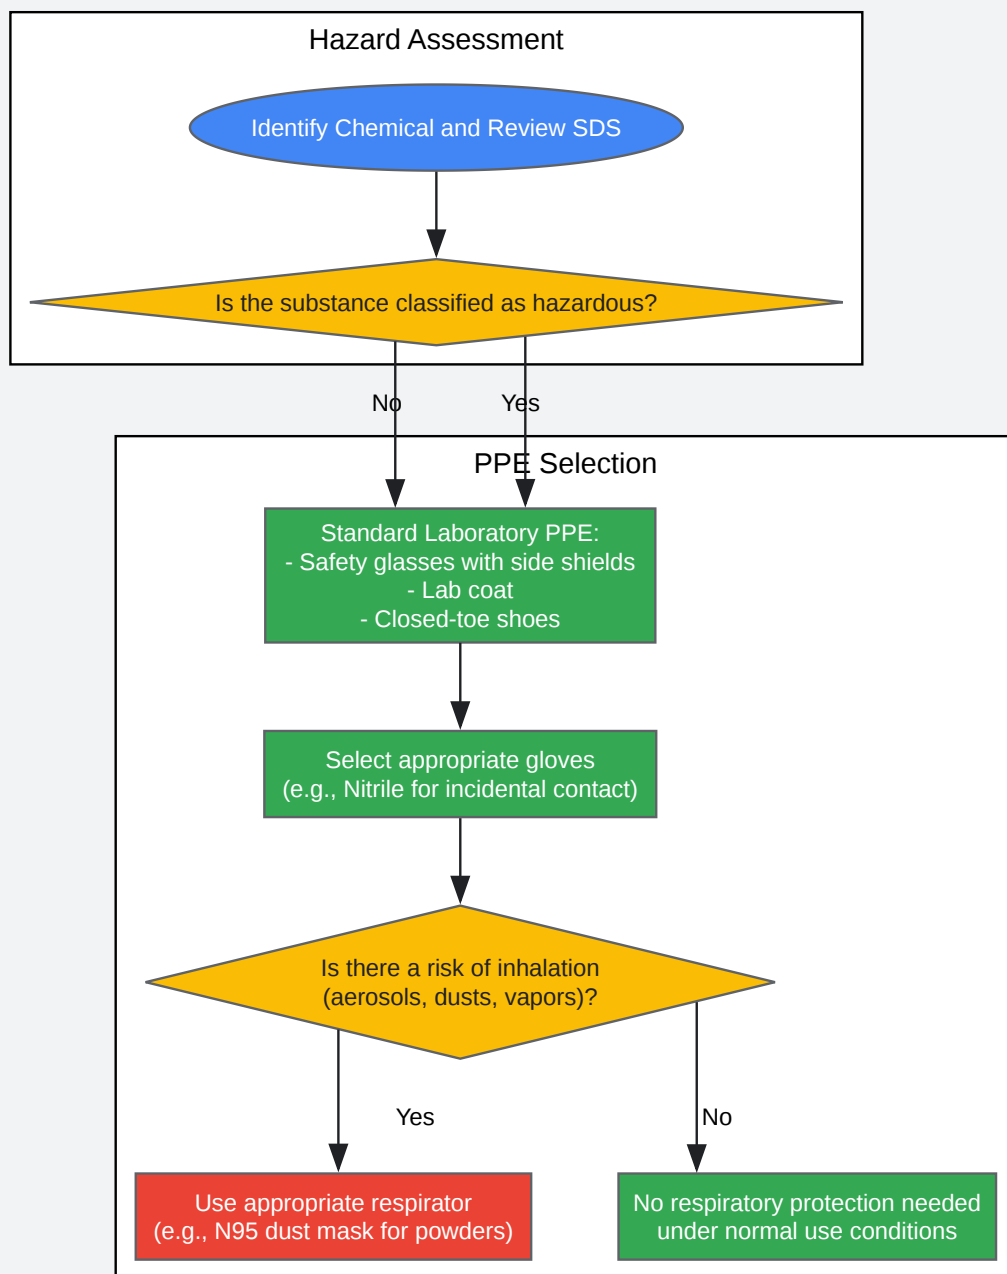 Hazard Assessment
Identify Chemical and Review SDS
Is the substance classified as hazardous?
No
Yes
PPE Selection
Standard Laboratory PPE:
- Safety glasses with side shields
- Lab coat
- Closed-toe shoes
Select appropriate gloves
(e.g., Nitrile for incidental contact)
Is there a risk of inhalation
(aerosols, dusts, vapors)?
Yes
No
Use appropriate respirator
(e.g., N95 dust mask for powders)
No respiratory protection needed
under normal use conditions